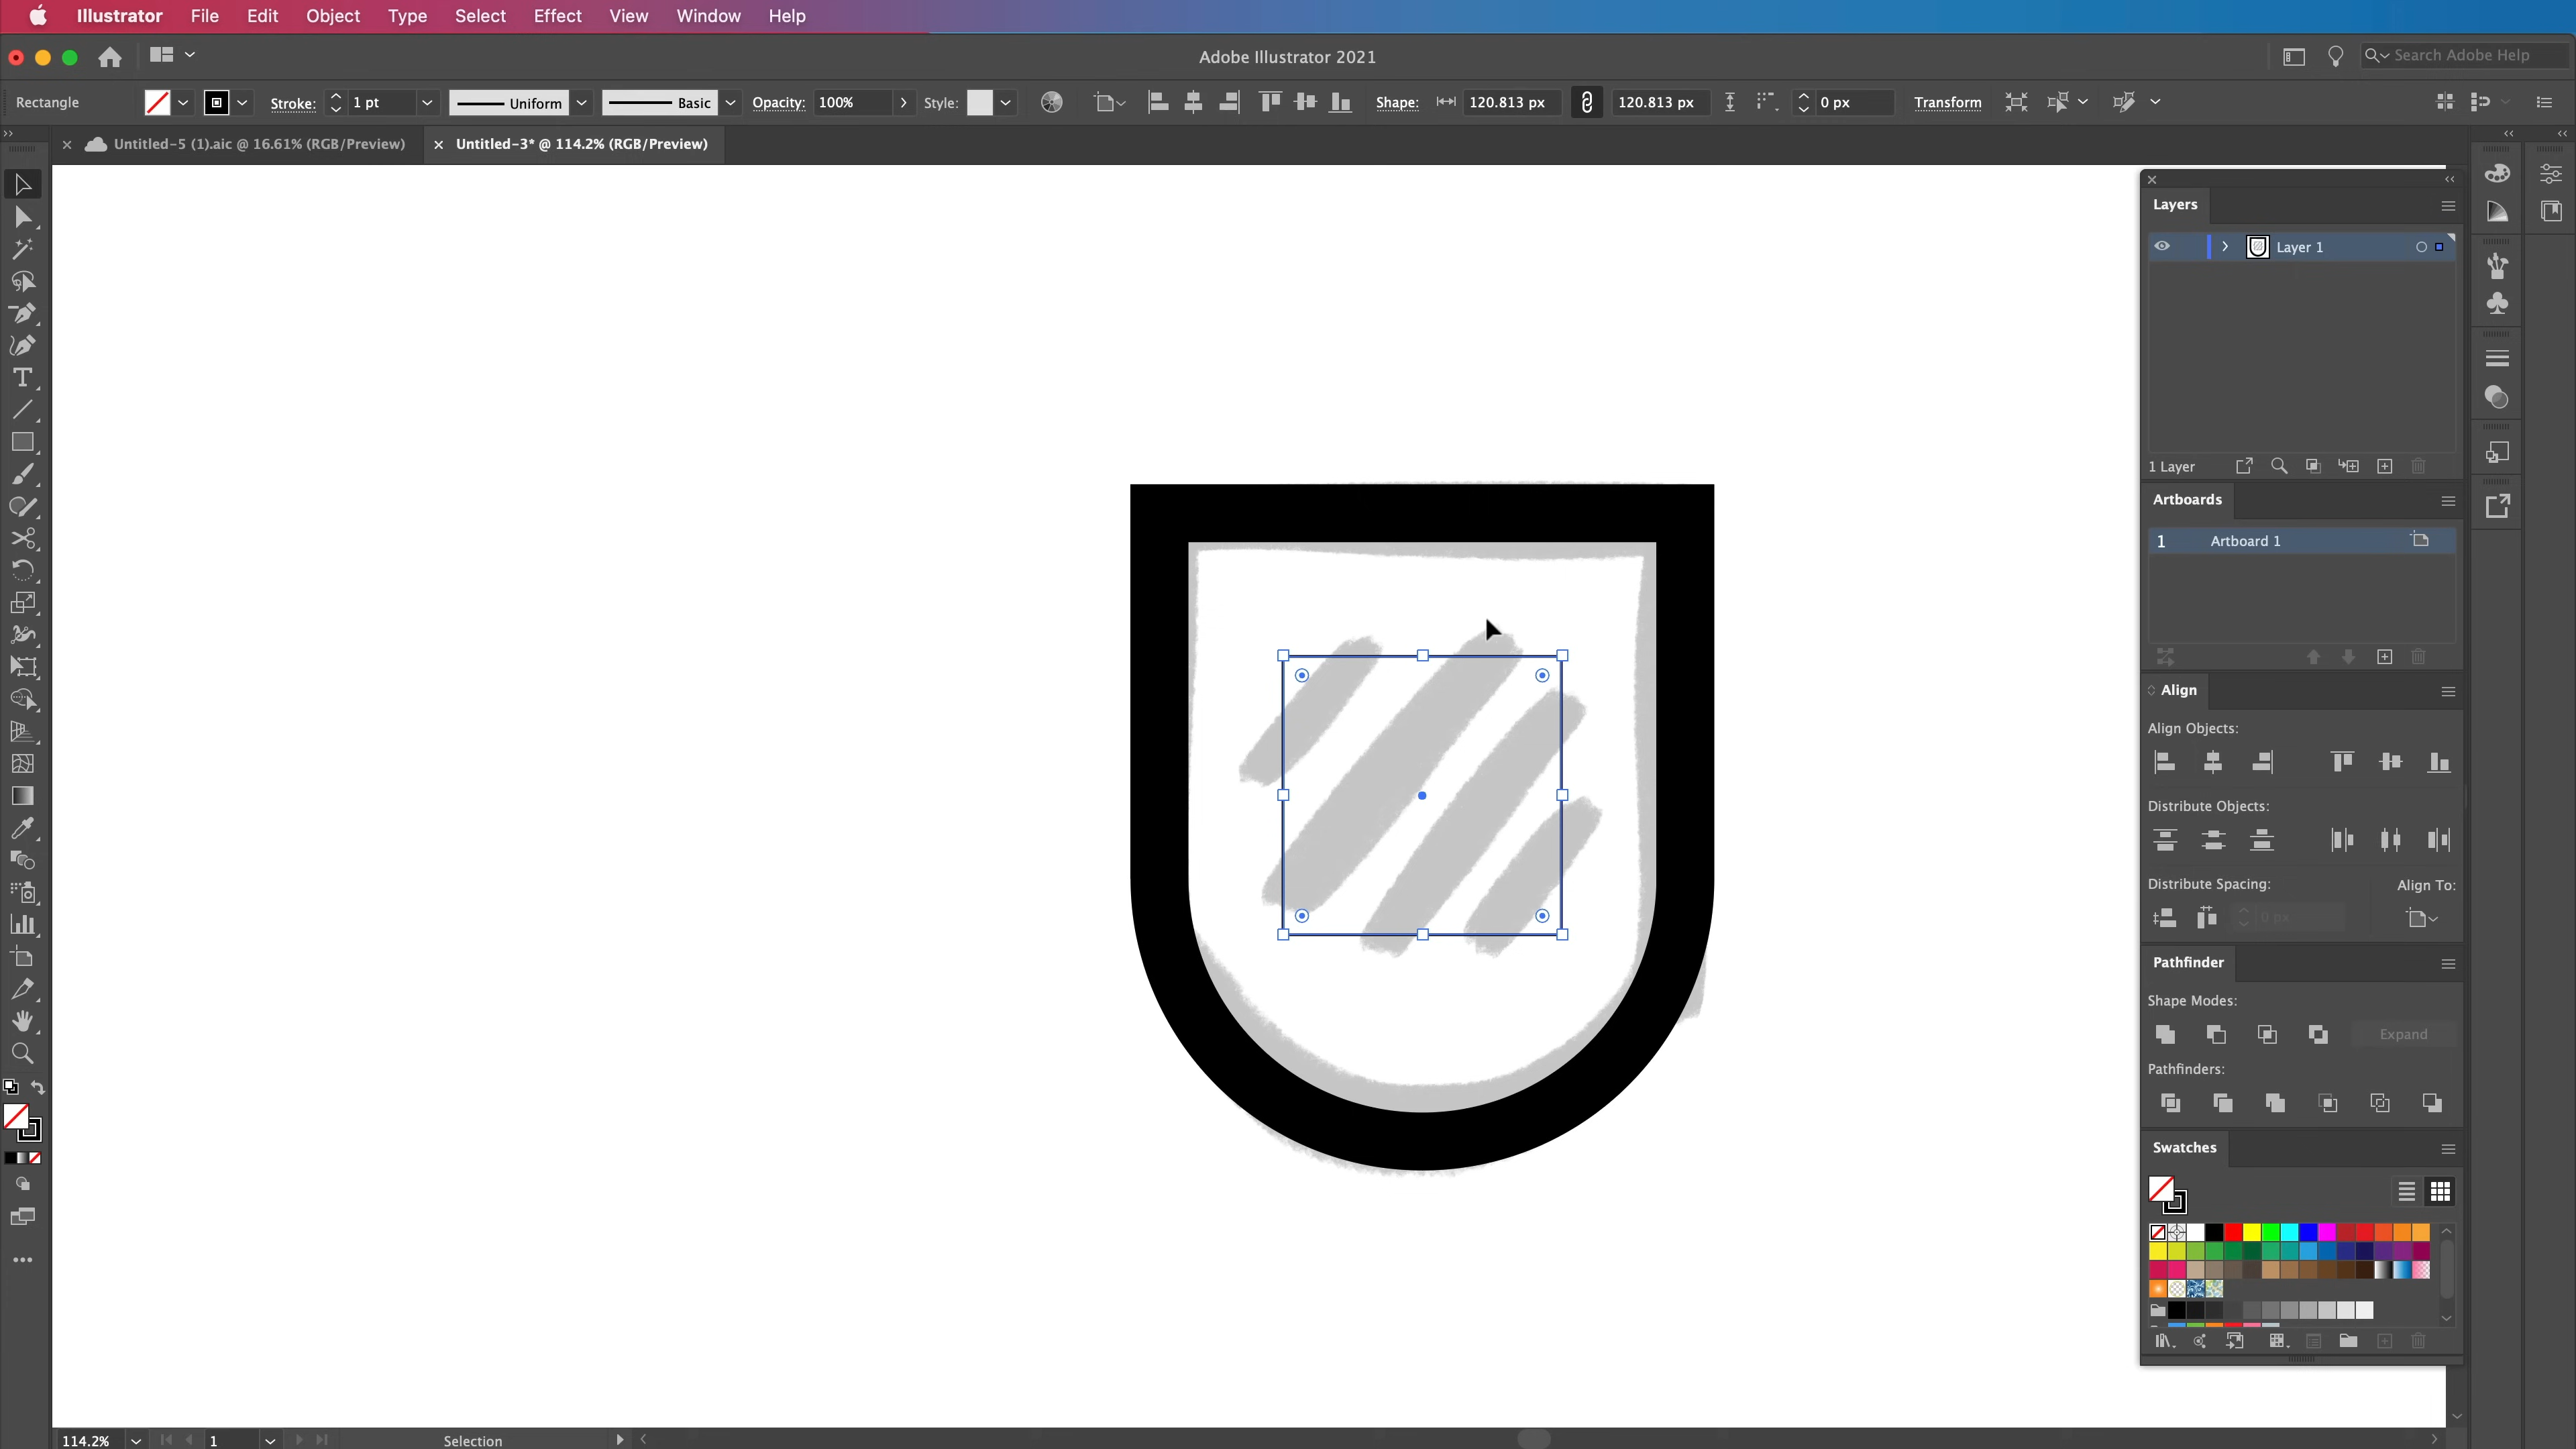 Illustrator File Edit Object Type Select Effect View Window Help
Adobe Illustrator 2021
Search Adobe Help
Rectangle Stroke: 1 pt Uniform Basic Opacity: 100% Style: Shape: 120.813 px 120.813 px 0 px Transform
Untitled-5 (1).aic @ 16.61% (RGB/Preview) Untitled-3* @ 114.2% (RGB/Preview)
Layers
Layer 1
1 Layer
Artboards
1 Artboard 1
Align
Align Objects:
Distribute Objects:
Distribute Spacing: Align To:
0 px
Pathfinder
Shape Modes:
Expand
Pathfinders:
Swatches
114.2% 1 Selection